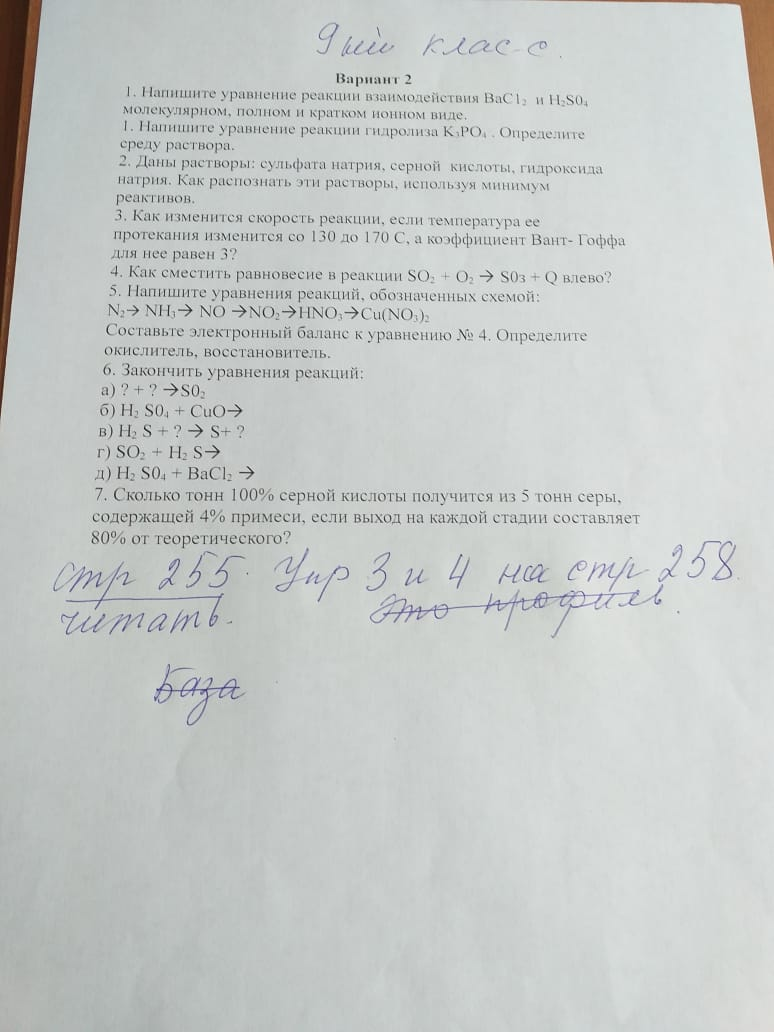 9ый класс.
Вариант 2
1. Напишите уравнение реакции взаимодействия BaCl₂ и H₂S0₄
молекулярном, полном и кратком ионном виде.
1. Напишите уравнение реакции гидролиза K₃PO₄ . Определите
среду раствора.
2. Даны растворы: сульфата натрия, серной кислоты, гидроксида
натрия. Как распознать эти растворы, используя минимум
реактивов.
3. Как изменится скорость реакции, если температура ее
протекания изменится со 130 до 170 С, а коэффициент Вант- Гоффа
для нее равен 3?
4. Как сместить равновесие в реакции SO₂ + O₂ → S0з + Q влево?
5. Напишите уравнения реакций, обозначенных схемой:
N₂→ NH₃→ NO →NO₂→HNO₃→Cu(NO₃)₂
Составьте электронный баланс к уравнению № 4. Определите
окислитель, восстановитель.
6. Закончить уравнения реакций:
а) ? + ? →S0₂
б) H₂ S0₄ + CuO→
в) H₂ S + ? → S+ ?
г) SO₂ + H₂ S→
д) H₂ S0₄ + BaCl₂ →
7. Сколько тонн 100% серной кислоты получится из 5 тонн серы,
содержащей 4% примеси, если выход на каждой стадии составляет
80% от теоретического?
стр 255. Упр 3 и 4 на стр 258.
читать. Это профиль.
База